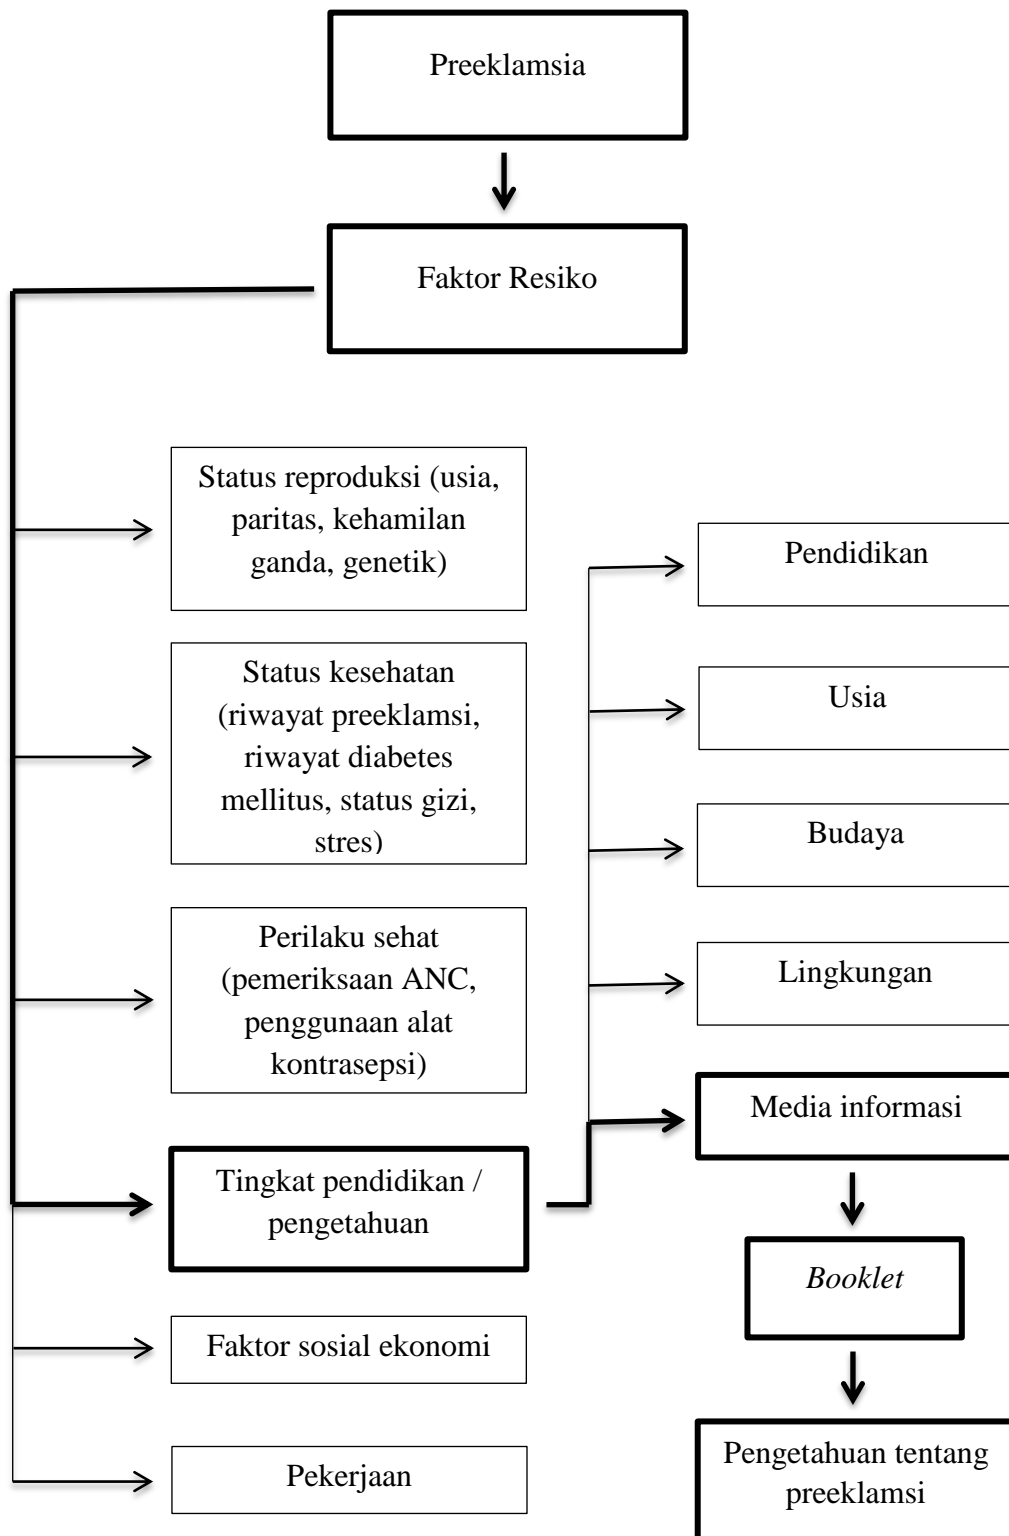 Preeklamsia
Faktor Resiko
Status reproduksi (usia,
paritas, kehamilan
ganda, genetik)
Status kesehatan
(riwayat preeklamsi,
riwayat diabetes
mellitus, status gizi,
stres)
Perilaku sehat
(pemeriksaan ANC,
penggunaan alat
kontrasepsi)
Tingkat pendidikan /
pengetahuan
Faktor sosial ekonomi
Pekerjaan
Pendidikan
Usia
Budaya
Lingkungan
Media informasi
Booklet
Pengetahuan tentang
preeklamsi